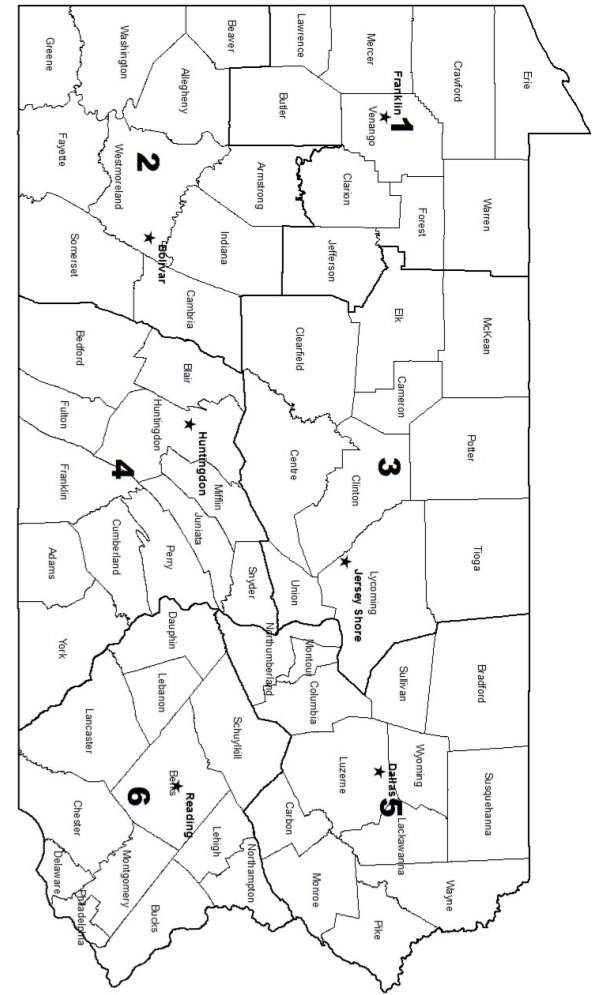 Erie
Crawford
Warren
McKean
Potter
Tioga
Bradford
Susquehanna
Wayne
Mercer
1
Franklin
Venango
Forest
Elk
Cameron
3
Clinton
Lycoming
Jersey Shore
Sullivan
Wyoming
Lackawanna
Dallas
5
Pike
Lawrence
Butler
Clarion
Jefferson
Clearfield
Centre
Union
Montour
Columbia
Northumberland
Luzerne
Carbon
Monroe
Beaver
Allegheny
Armstrong
Indiana
Cambria
Blair
Huntingdon
Huntingdon
Mifflin
Juniata
Snyder
Schuylkill
Northampton
Lehigh
Washington
2
Westmoreland
Bolivar
4
Perry
Cumberland
Dauphin
Lebanon
Berks
Reading
6
Montgomery
Bucks
Greene
Fayette
Somerset
Bedford
Fulton
Franklin
Adams
York
Lancaster
Chester
Delaware
Philadelphia